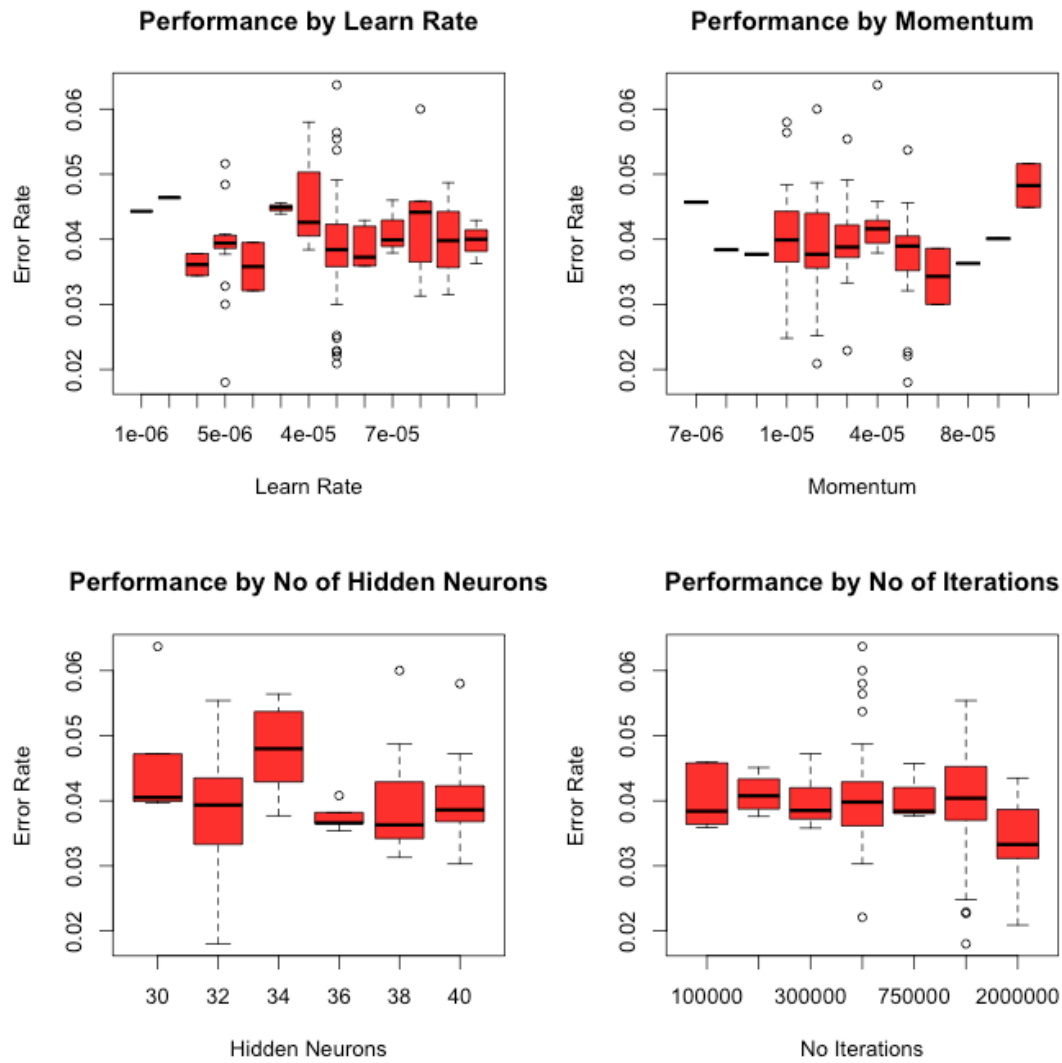 Performance by Learn Rate
Error Rate
0.06
0.05
0.04
0.03
0.02
1e-06 5e-06 4e-05 7e-05
Learn Rate
Performance by Momentum
Error Rate
0.06
0.05
0.04
0.03
0.02
7e-06 1e-05 4e-05 8e-05
Momentum
Performance by No of Hidden Neurons
Error Rate
0.06
0.05
0.04
0.03
0.02
30 32 34 36 38 40
Hidden Neurons
Performance by No of Iterations
Error Rate
0.06
0.05
0.04
0.03
0.02
100000 300000 750000 2000000
No Iterations